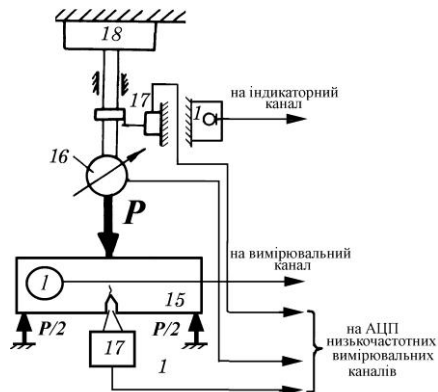 18
17
1
на індикаторний
канал
16
P
на вимірювальний
канал
1
15
P/2
P/2
17
1
на АЦП
низькочастотних
вимірювальних
каналів